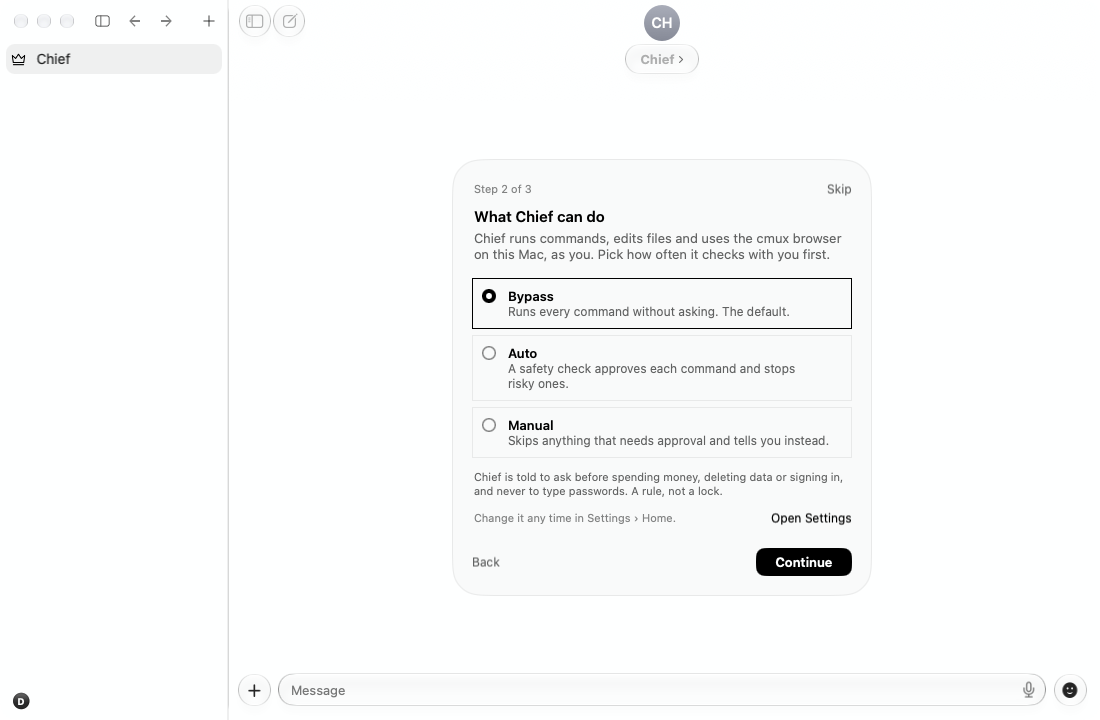 CH
Chief ›
Chief
Step 2 of 3
Skip
What Chief can do
Chief runs commands, edits files and uses the cmux browser
on this Mac, as you. Pick how often it checks with you first.
Bypass
Runs every command without asking. The default.
Auto
A safety check approves each command and stops
risky ones.
Manual
Skips anything that needs approval and tells you instead.
Chief is told to ask before spending money, deleting data or signing in,
and never to type passwords. A rule, not a lock.
Change it any time in Settings › Home.
Open Settings
Back
Continue
Message
D